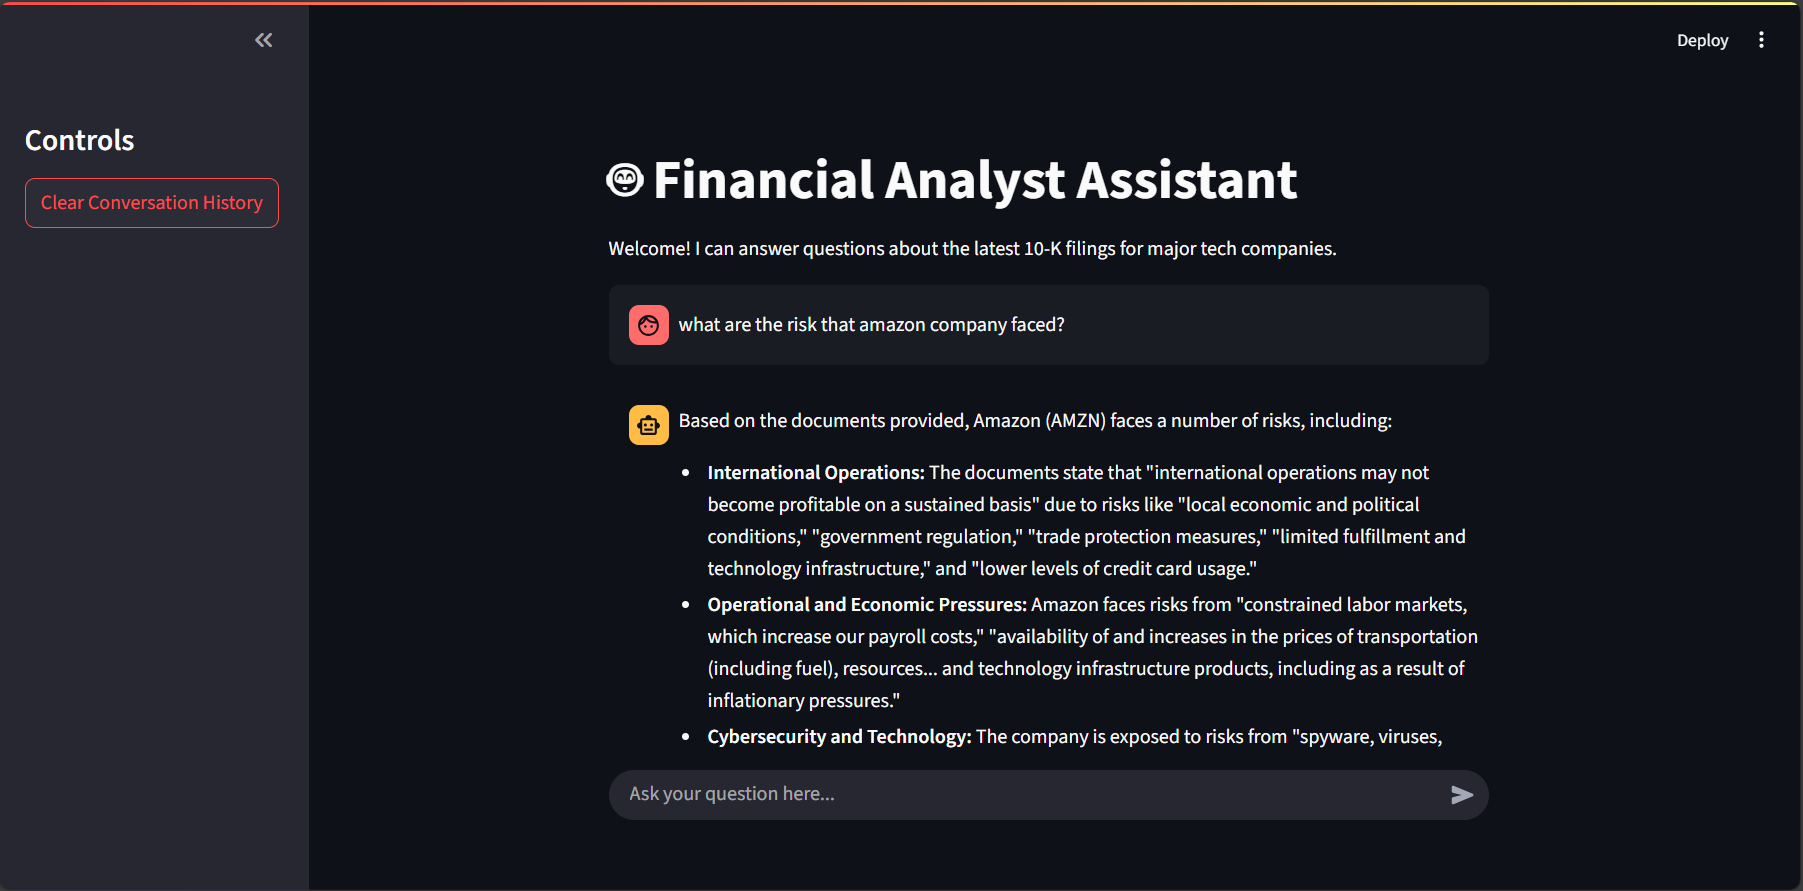 Deploy
Controls
Clear Conversation History
Financial Analyst Assistant
Welcome! I can answer questions about the latest 10-K filings for major tech companies.
what are the risk that amazon company faced?
Based on the documents provided, Amazon (AMZN) faces a number of risks, including:
• International Operations: The documents state that "international operations may not
become profitable on a sustained basis" due to risks like "local economic and political
conditions," "government regulation," "trade protection measures," "limited fulfillment and
technology infrastructure," and "lower levels of credit card usage."
• Operational and Economic Pressures: Amazon faces risks from "constrained labor markets,
which increase our payroll costs," "availability of and increases in the prices of transportation
(including fuel), resources... and technology infrastructure products, including as a result of
inflationary pressures."
• Cybersecurity and Technology: The company is exposed to risks from "spyware, viruses,
Ask your question here...